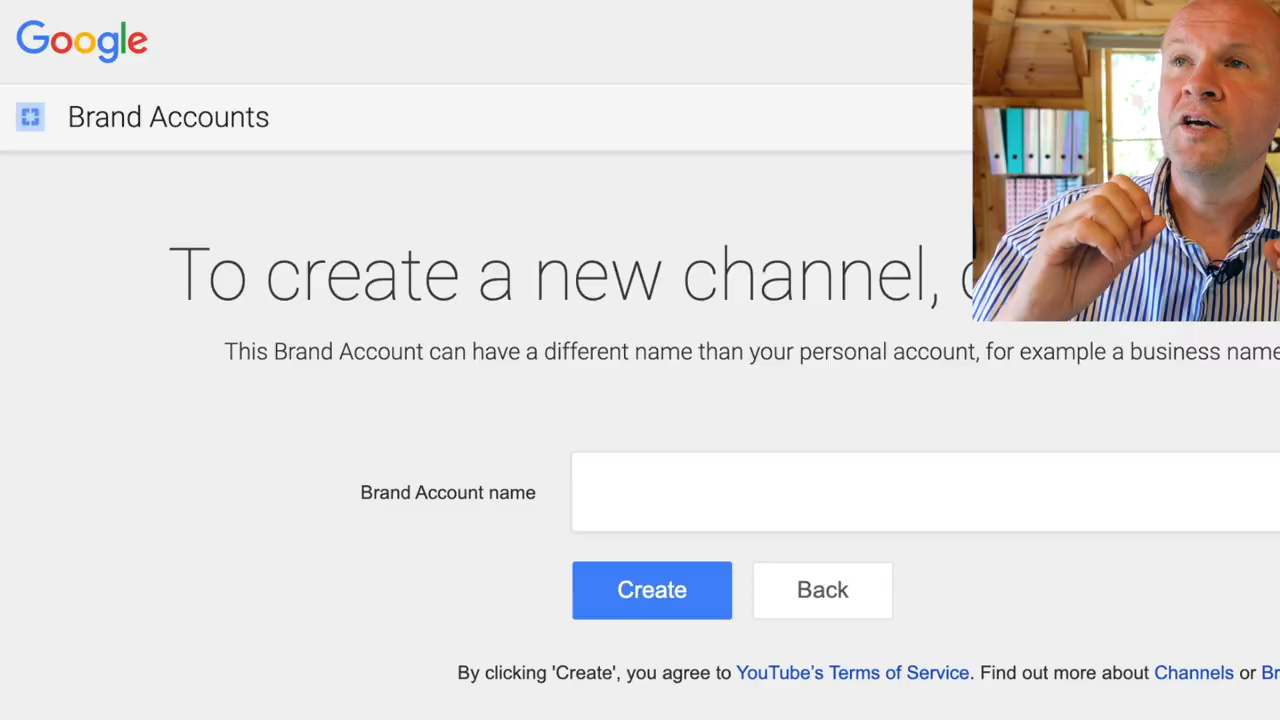 Google
Brand Accounts
To create a new channel,
This Brand Account can have a different name than your personal account, for example a business name
Brand Account name
Create
Back
By clicking 'Create', you agree to YouTube's Terms of Service. Find out more about Channels or